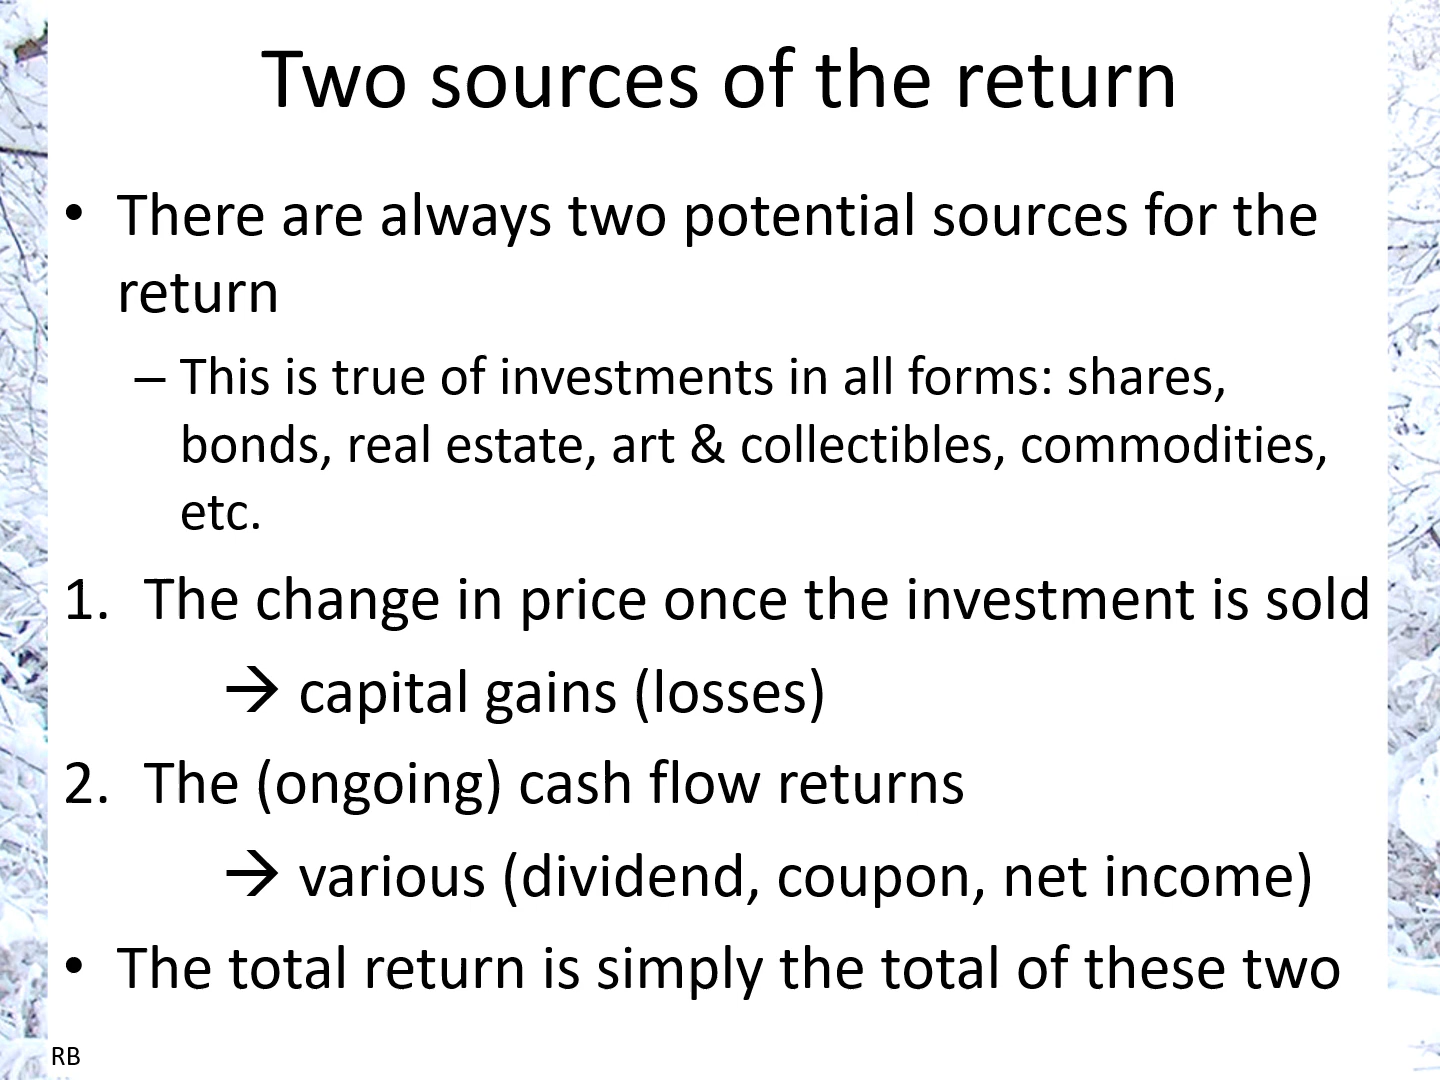 Two sources of the return
• There are always two potential sources for the
return
– This is true of investments in all forms: shares,
bonds, real estate, art & collectibles, commodities,
etc.
1. The change in price once the investment is sold
→ capital gains (losses)
2. The (ongoing) cash flow returns
→ various (dividend, coupon, net income)
• The total return is simply the total of these two
RB